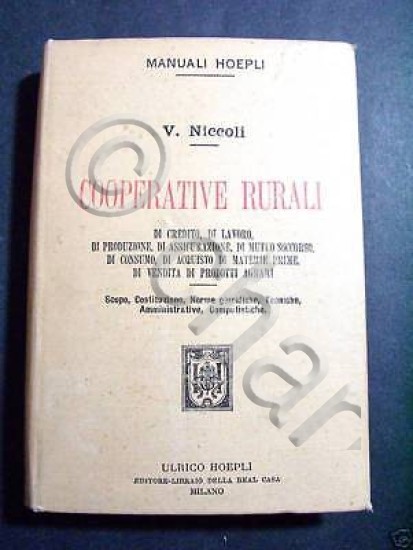 MANUALI HOEPLI
V. Niccoli
COOPERATIVE RURALI
DI CREDITO, DI LAVORO,
DI PRODUZIONE, DI ASSICURAZIONE, DI MUTUO SOCCORSO,
DI CONSUMO, DI ACQUISTO DI MATERIE PRIME,
DI VENDITA DI PRODOTTI AGRARI
Scopo, Costituzione, Norme giuridiche, Tecniche,
Amministrative, Computistiche.
ULRICO HOEPLI
EDITORE-LIBRAIO DELLA REAL CASA
MILANO